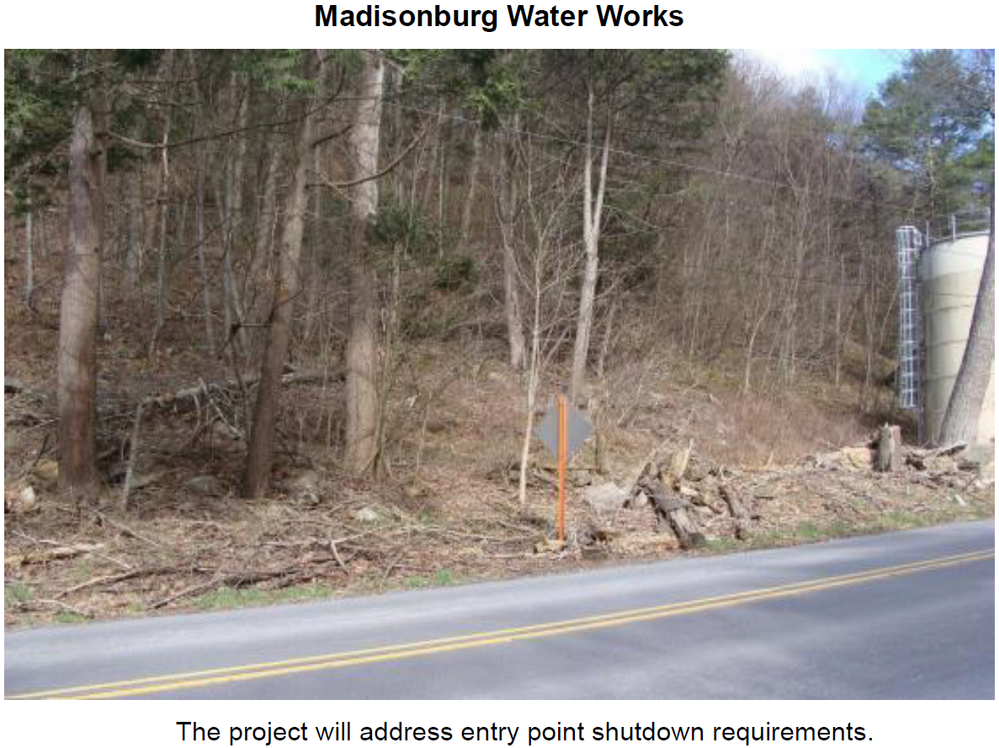 Madisonburg Water Works
The project will address entry point shutdown requirements.